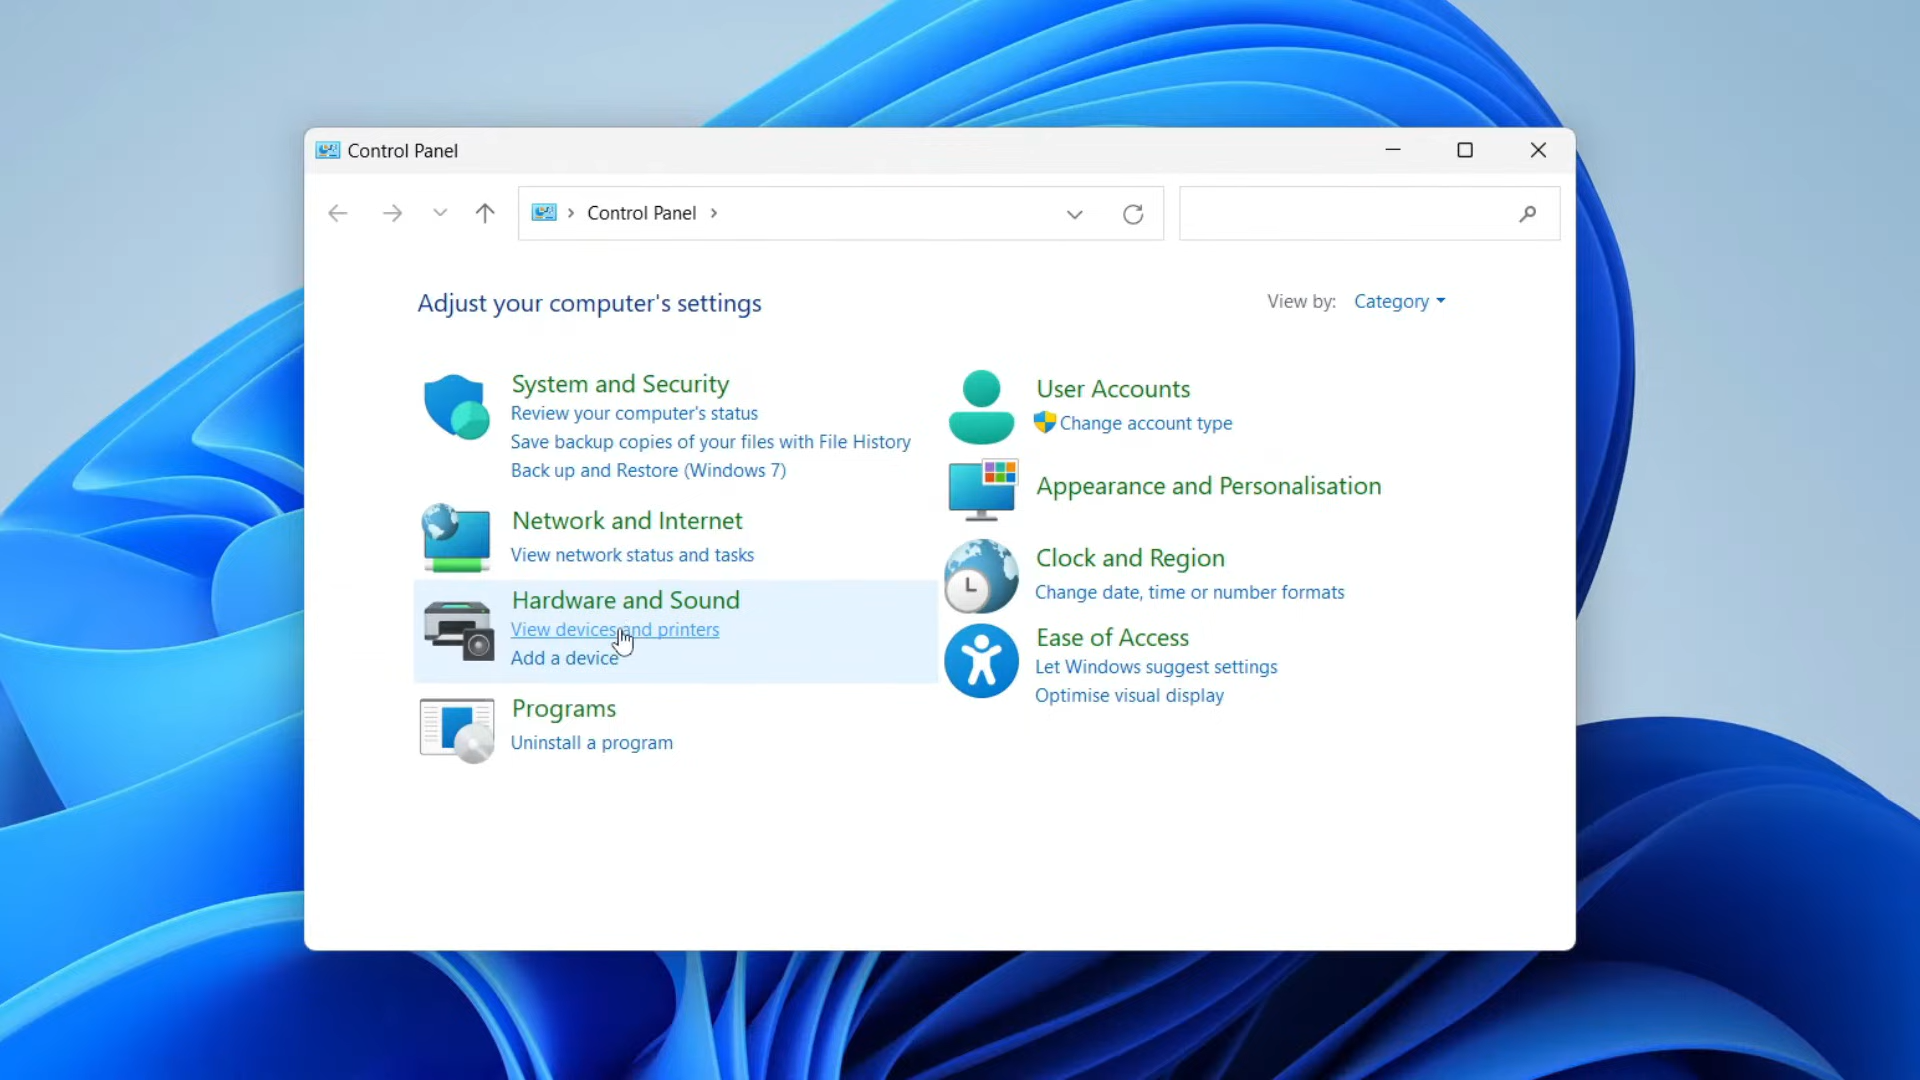 Control Panel
Control Panel
Adjust your computer's settings
View by: Category
System and Security
Review your computer's status
Save backup copies of your files with File History
Back up and Restore (Windows 7)
Network and Internet
View network status and tasks
Hardware and Sound
View devices and printers
Add a device
Programs
Uninstall a program
User Accounts
Change account type
Appearance and Personalisation
Clock and Region
Change date, time or number formats
Ease of Access
Let Windows suggest settings
Optimise visual display